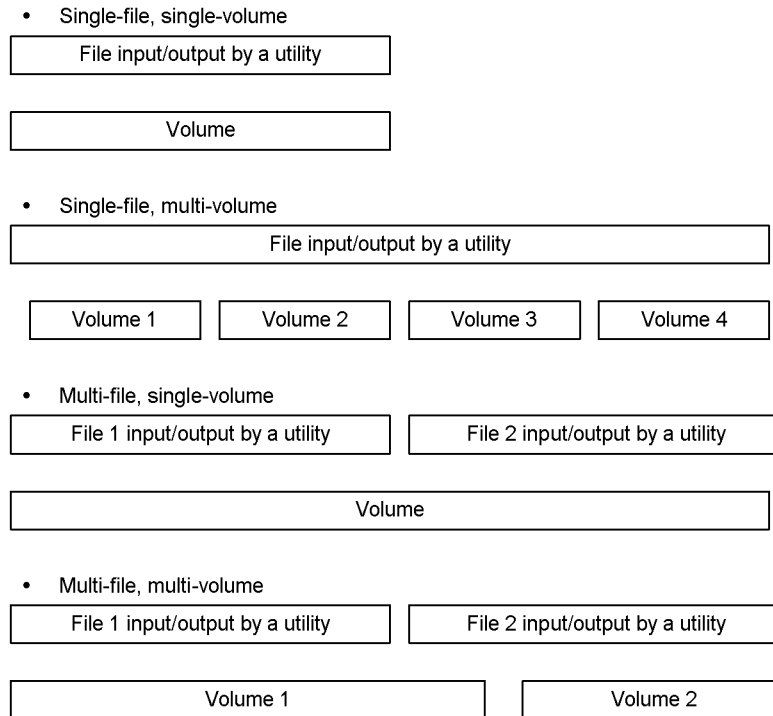 • Single-file, single-volume
File input/output by a utility
Volume
• Single-file, multi-volume
File input/output by a utility
Volume 1 Volume 2 Volume 3 Volume 4
• Multi-file, single-volume
File 1 input/output by a utility File 2 input/output by a utility
Volume
• Multi-file, multi-volume
File 1 input/output by a utility File 2 input/output by a utility
Volume 1 Volume 2